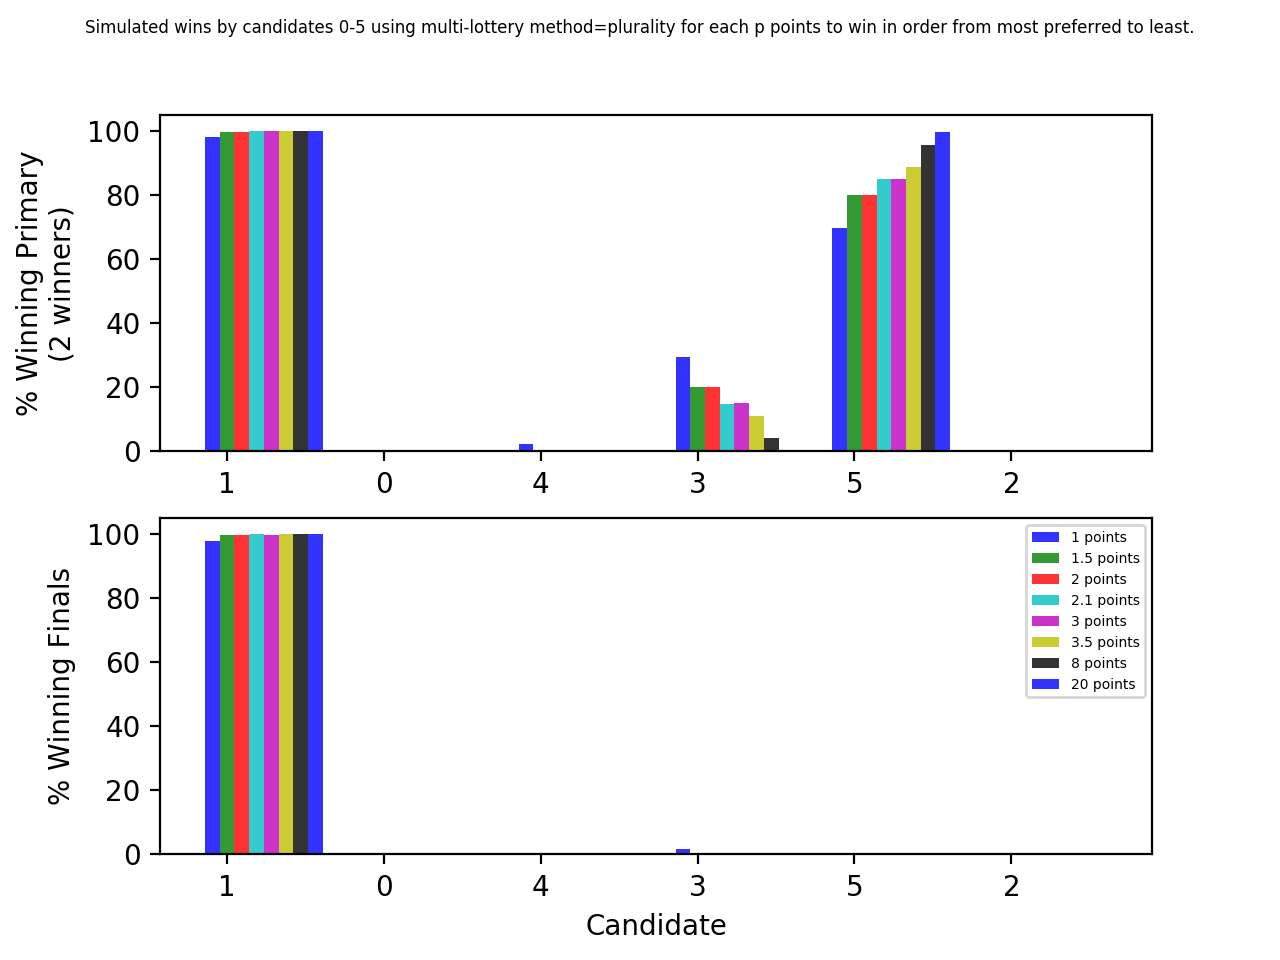 Simulated wins by candidates 0-5 using multi-lottery method=plurality for each p points to win in order from most preferred to least.
% Winning Primary
(2 winners)
100
80
60
40
20
0
1 0 4 3 5 2
% Winning Finals
100
80
60
40
20
0
1 points
1.5 points
2 points
2.1 points
3 points
3.5 points
8 points
20 points
1 0 4 3 5 2
Candidate